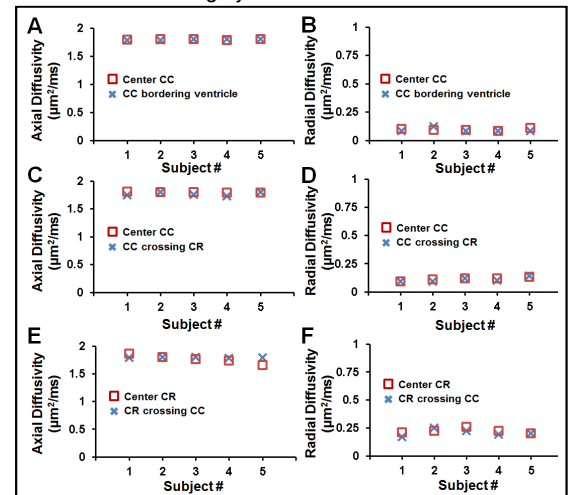 A
2
1.5
1
0.5
0
Axial Diffusivity
(µm²/ms)
Center CC
CC bordering ventricle
1 2 3 4 5
Subject #
B
1
0.75
0.5
0.25
0
Radial Diffusivity
(µm²/ms)
Center CC
CC bordering ventricle
1 2 3 4 5
Subject #
C
2
1.5
1
0.5
0
Axial Diffusivity
(µm²/ms)
Center CC
CC crossing CR
1 2 3 4 5
Subject #
D
1
0.75
0.5
0.25
0
Radial Diffusivity
(µm²/ms)
Center CC
CC crossing CR
1 2 3 4 5
Subject #
E
2
1.5
1
0.5
0
Axial Diffusivity
(µm²/ms)
Center CR
CR crossing CC
1 2 3 4 5
Subject #
F
1
0.75
0.5
0.25
0
Radial Diffusivity
(µm²/ms)
Center CR
CR crossing CC
1 2 3 4 5
Subject #